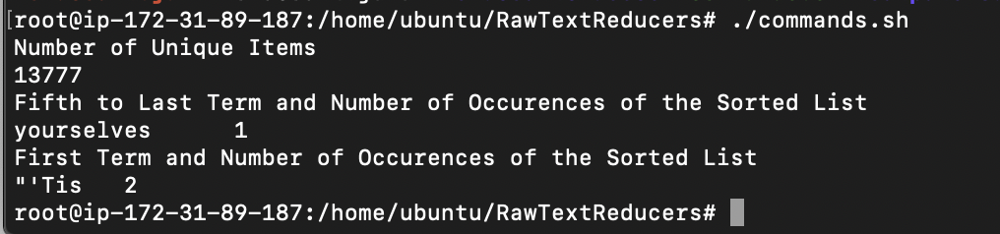 [root@ip-172-31-89-187:/home/ubuntu/RawTextReducers# ./commands.sh
Number of Unique Items
13777
Fifth to Last Term and Number of Occurences of the Sorted List
yourselves 1
First Term and Number of Occurences of the Sorted List
"'Tis 2
root@ip-172-31-89-187:/home/ubuntu/RawTextReducers#